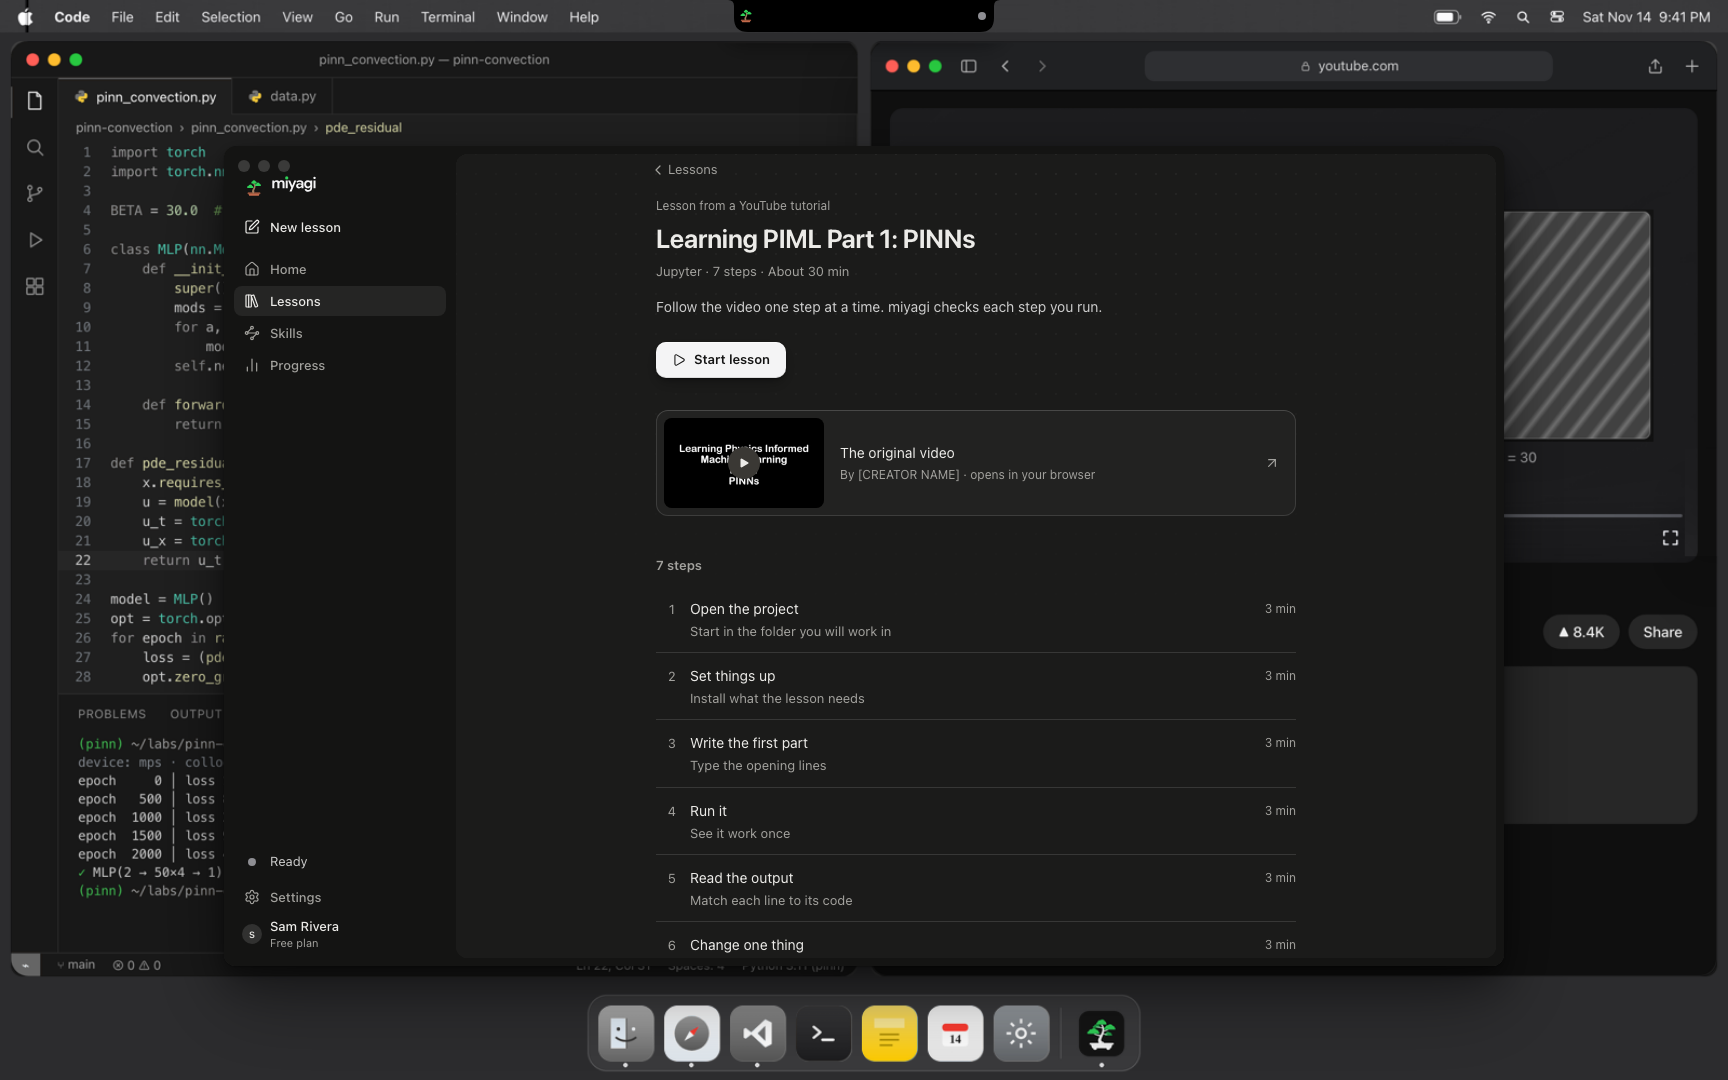 Code File Edit Selection View Go Run Terminal Window Help
Sat Nov 14 9:41 PM
pinn_convection.py — pinn-convection
pinn_convection.py
data.py
pinn-convection › pinn_convection.py › pde_residual
1 import torch
2 import torch.n
3
4 BETA = 30.0 #
5
6 class MLP(nn.M
7 def __init_
8 super(
9 mods =
10 for a,
11 mo
12 self.n
13
14 def forwar
15 return
16
17 def pde_residu
18 x.requires_
19 u = model(
20 u_t = torc
21 u_x = torc
22 return u_t
23
24 model = MLP()
25 opt = torch.op
26 for epoch in r
27 loss = (pd
28 opt.zero_g
PROBLEMS OUTPUT
(pinn) ~/labs/pinn-
device: mps · collo
epoch 0 │ loss
epoch 500 │ loss
epoch 1000 │ loss
epoch 1500 │ loss
epoch 2000 │ loss
✓ MLP(2 → 50×4 → 1)
(pinn) ~/labs/pinn-
main 0 0
youtube.com
= 30
8.4K
Share
miyagi
New lesson
Home
Lessons
Skills
Progress
Ready
Settings
S
Sam Rivera
Free plan
Lessons
Lesson from a YouTube tutorial
Learning PIML Part 1: PINNs
Jupyter · 7 steps · About 30 min
Follow the video one step at a time. miyagi checks each step you run.
Start lesson
Learning Physics Informed
Machine Learning
PINNs
The original video
By [CREATOR NAME] · opens in your browser
7 steps
1 Open the project 3 min
Start in the folder you will work in
2 Set things up 3 min
Install what the lesson needs
3 Write the first part 3 min
Type the opening lines
4 Run it 3 min
See it work once
5 Read the output 3 min
Match each line to its code
6 Change one thing 3 min
14